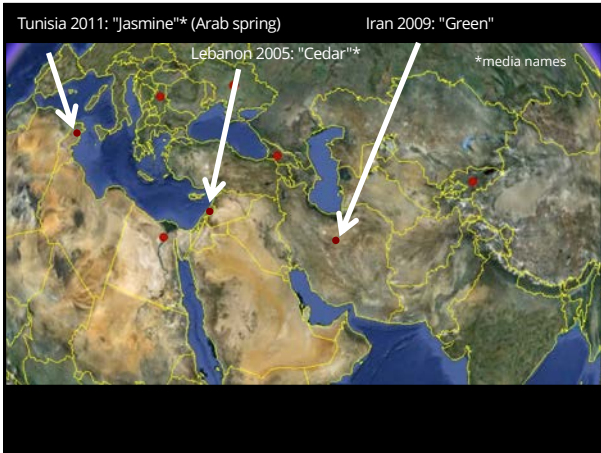 Tunisia 2011: "Jasmine"* (Arab spring)
Iran 2009: "Green"
Lebanon 2005: "Cedar"*
*media names